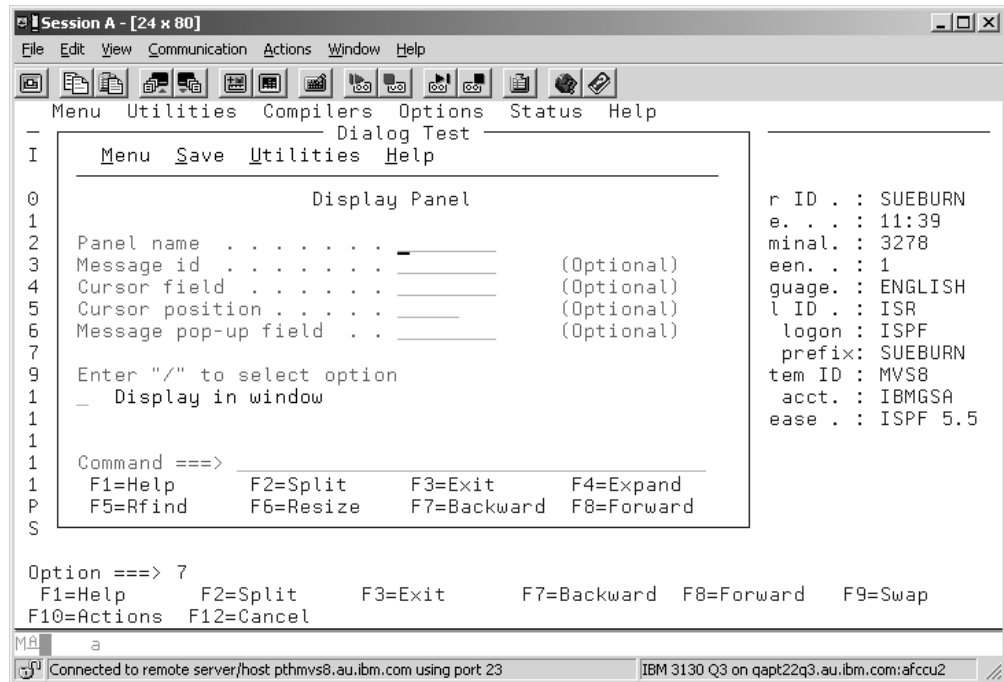 Session A - [24 x 80]
File Edit View Communication Actions Window Help
Menu Utilities Compilers Options Status Help
Dialog Test
I Menu Save Utilities Help
0 Display Panel r ID . : SUEBURN
1 e. . . : 11:39
2 Panel name . . . . . . . minal. : 3278
3 Message id . . . . . . . (Optional) een. . : 1
4 Cursor field . . . . . . (Optional) guage. : ENGLISH
5 Cursor position . . . . . (Optional) l ID . : ISR
6 Message pop-up field . . (Optional) logon : ISPF
7 prefix: SUEBURN
9 Enter "/" to select option tem ID : MVS8
1 _ Display in window acct. : IBMGSA
1 ease . : ISPF 5.5
1
1 Command ===>
1 F1=Help F2=Split F3=Exit F4=Expand
P F5=Rfind F6=Resize F7=Backward F8=Forward
S
Option ===> 7
F1=Help F2=Split F3=Exit F7=Backward F8=Forward F9=Swap
F10=Actions F12=Cancel
MA a
Connected to remote server/host pthmvs8.au.ibm.com using port 23 IBM 3130 Q3 on qapt22q3.au.ibm.com:afccu2